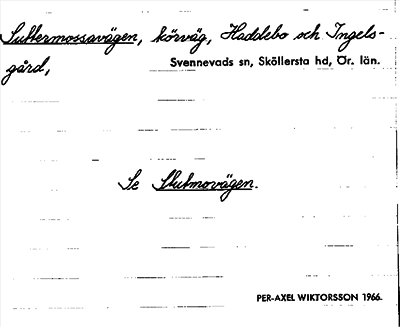 Suttermossavägen, körväg, Haddebo och Ingels-
gård,
Svennevads sn, Sköllersta hd, Ör. län.
Se Slutmovägen.
PER-AXEL WIKTORSSON 1966.